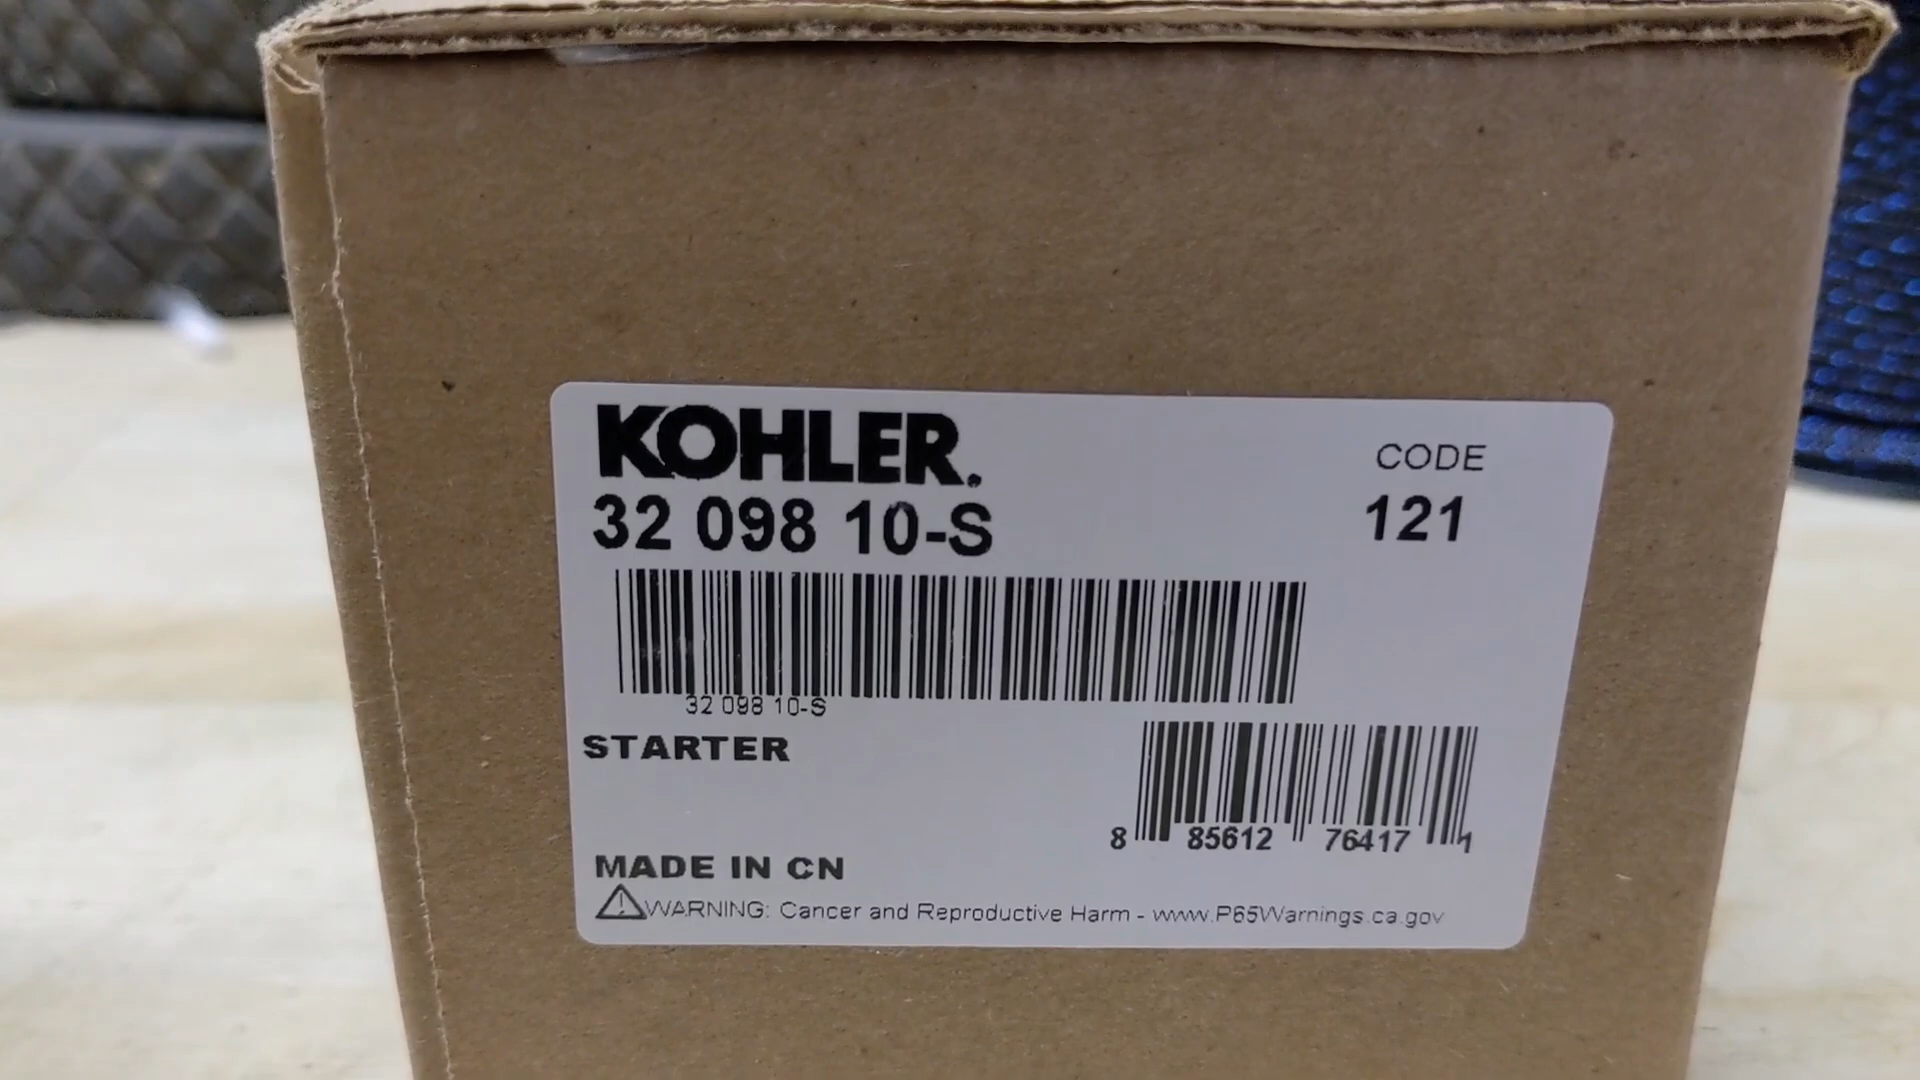 KOHLER.
CODE
32 098 10-S
121
32 098 10-S
STARTER
8 85612 76417 1
MADE IN CN
WARNING: Cancer and Reproductive Harm - www.P65Warnings.ca.gov